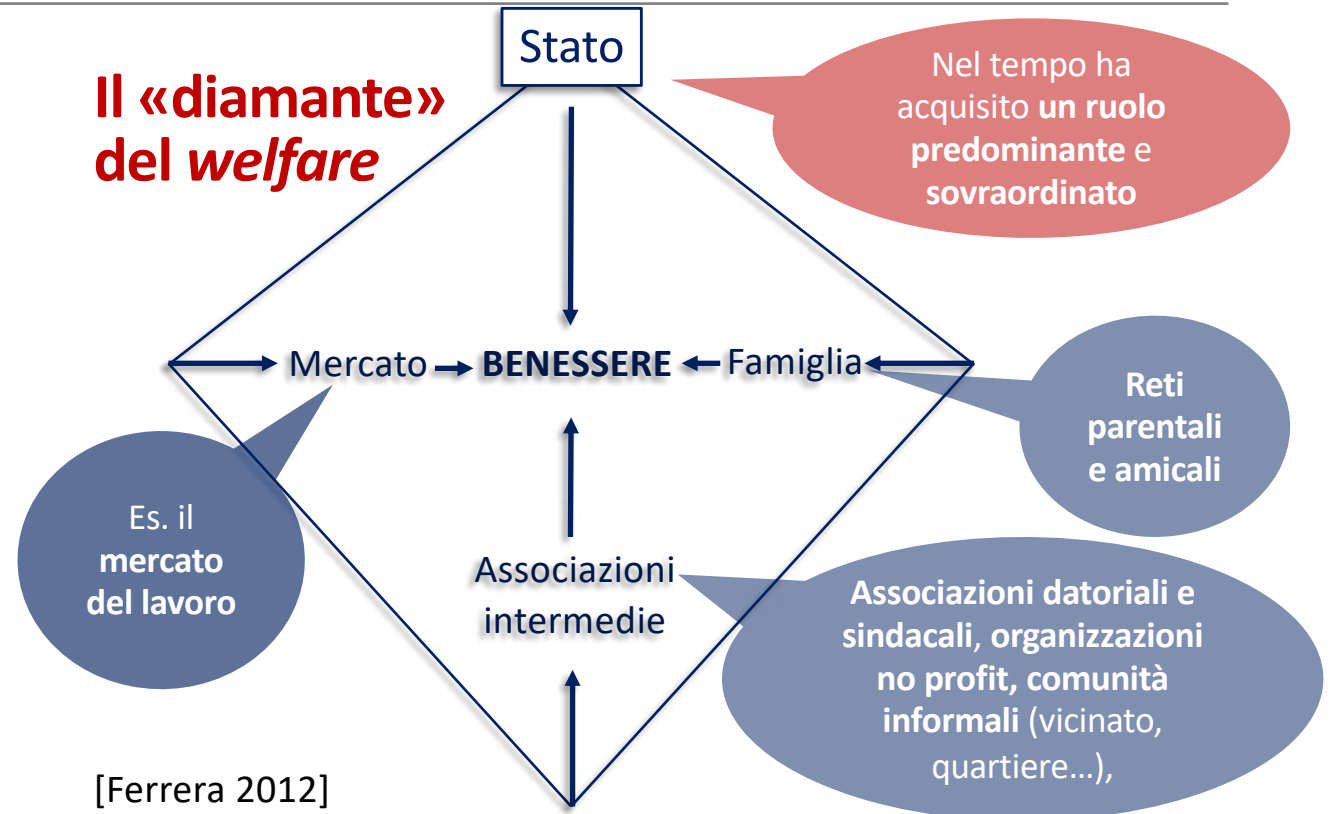 Il «diamante»
del welfare
Stato
Nel tempo ha
acquisito un ruolo
predominante e
sovraordinato
Mercato
BENESSERE
Famiglia
Reti
parentali
e amicali
Es. il
mercato
del lavoro
Associazioni
intermedie
Associazioni datoriali e
sindacali, organizzazioni
no profit, comunità
informali (vicinato,
quartiere…),
[Ferrera 2012]